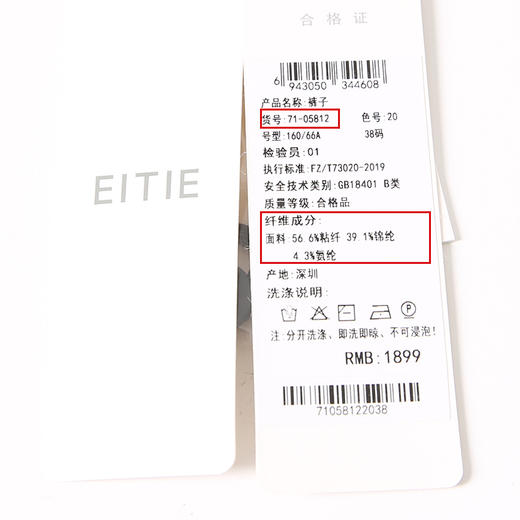 EITIE
合格证
6 943050 344608
产品名称:裤子
货号:71-05812 色号:20
号型:160/66A 38码
检验员:01
执行标准:FZ/T73020-2019
安全技术类别:GB18401 B类
质量等级:合格品
纤维成分:
面料:56.6%粘纤 39.1%锦纶
4.3%氨纶
产地:深圳
洗涤说明:
P
注:分开洗涤、即洗即晾、不可浸泡!
RMB:1899
71058122038